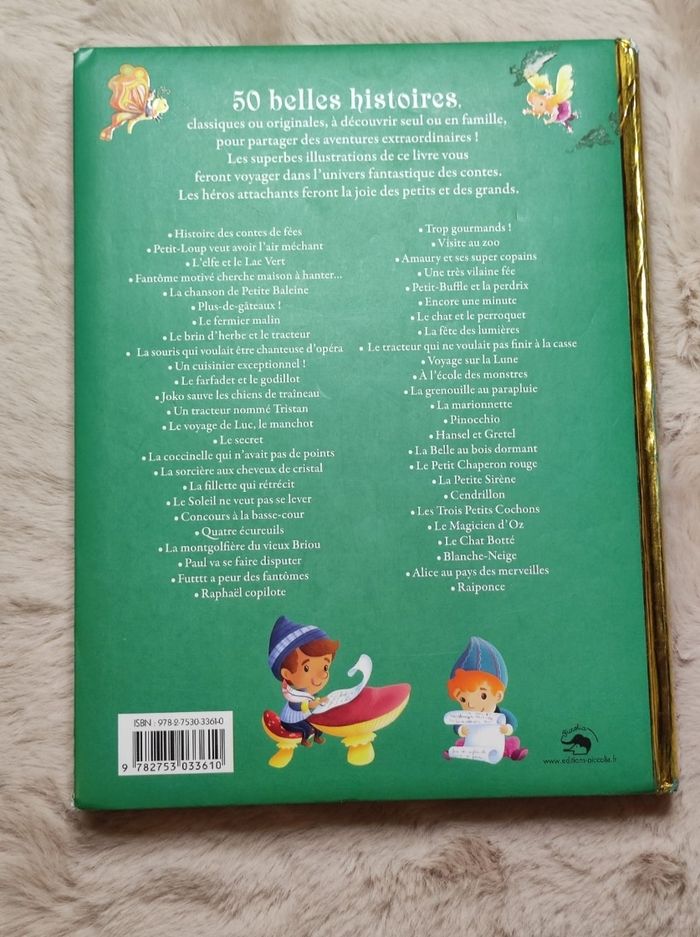 50 belles histoires,
classiques ou originales, à découvrir seul ou en famille,
pour partager des aventures extraordinaires !
Les superbes illustrations de ce livre vous
feront voyager dans l'univers fantastique des contes.
Les héros attachants feront la joie des petits et des grands.
• Histoire des contes de fées
• Petit-Loup veut avoir l'air méchant
• L'elfe et le Lac Vert
• Fantôme motivé cherche maison à hanter...
• La chanson de Petite Baleine
• Plus-de-gâteaux !
• Le fermier malin
• Le brin d'herbe et le tracteur
• La souris qui voulait être chanteuse d'opéra
• Un cuisinier exceptionnel !
• Le farfadet et le godillot
• Joko sauve les chiens de traîneau
• Un tracteur nommé Tristan
• Le voyage de Luc, le manchot
• Le secret
• La coccinelle qui n'avait pas de points
• La sorcière aux cheveux de cristal
• La fillette qui rétrécit
• Le Soleil ne veut pas se lever
• Concours à la basse-cour
• Quatre écureuils
• La montgolfière du vieux Briou
• Paul va se faire disputer
• Futttt a peur des fantômes
• Raphaël copilote
• Trop gourmands !
• Visite au zoo
• Amaury et ses super copains
• Une très vilaine fée
• Petit-Buffle et la perdrix
• Encore une minute
• Le chat et le perroquet
• La fête des lumières
• Le tracteur qui ne voulait pas finir à la casse
• Voyage sur la Lune
• À l'école des monstres
• La grenouille au parapluie
• La marionnette
• Pinocchio
• Hansel et Gretel
• La Belle au bois dormant
• Le Petit Chaperon rouge
• La Petite Sirène
• Cendrillon
• Les Trois Petits Cochons
• Le Magicien d'Oz
• Le Chat Botté
• Blanche-Neige
• Alice au pays des merveilles
• Raiponce
ISBN : 978-2-7530-3361-0
9 782753 033610
www.editions-piccolia.fr